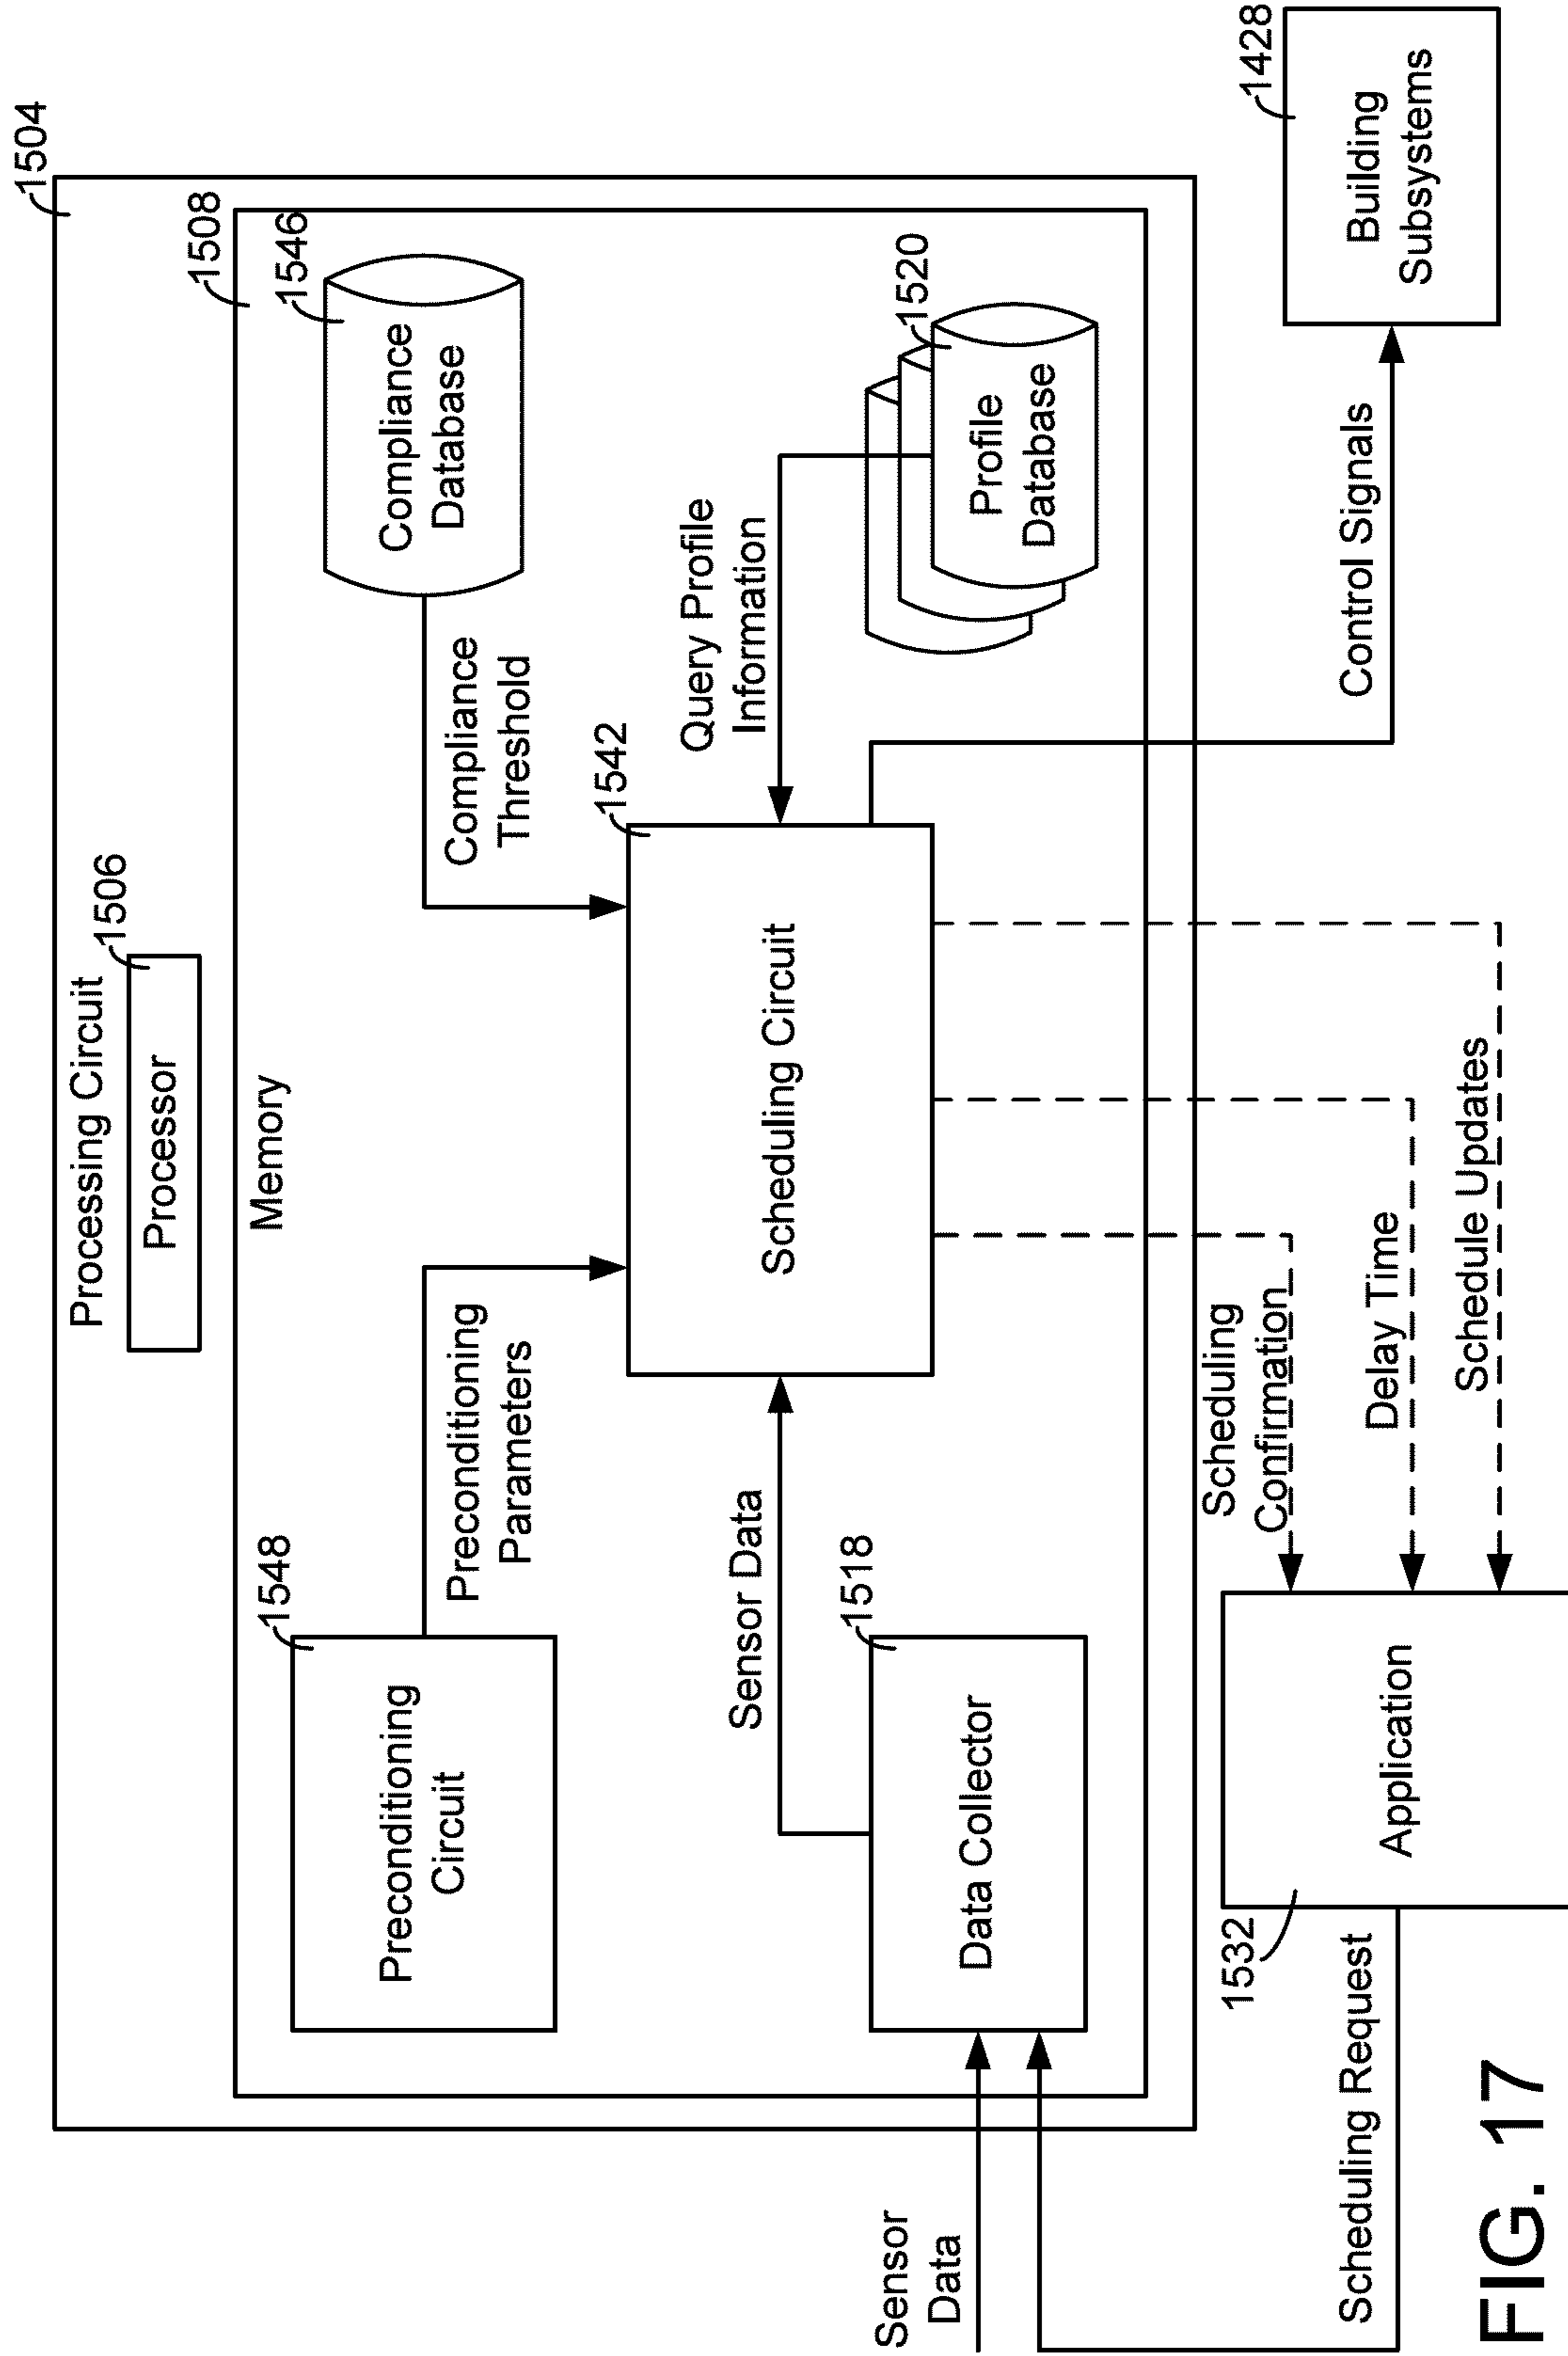 1504
Processing Circuit
1506
Processor
1508
Memory
1548
Preconditioning
Circuit
Preconditioning
Parameters
1546
Compliance
Database
Compliance
Threshold
1542
Scheduling Circuit
Query Profile
Information
1520
Profile
Database
Sensor Data
1518
Data Collector
Sensor
Data
Scheduling
Confirmation
Delay Time
Schedule Updates
Control Signals
1428
Building
Subsystems
1532
Application
Scheduling Request
FIG. 17